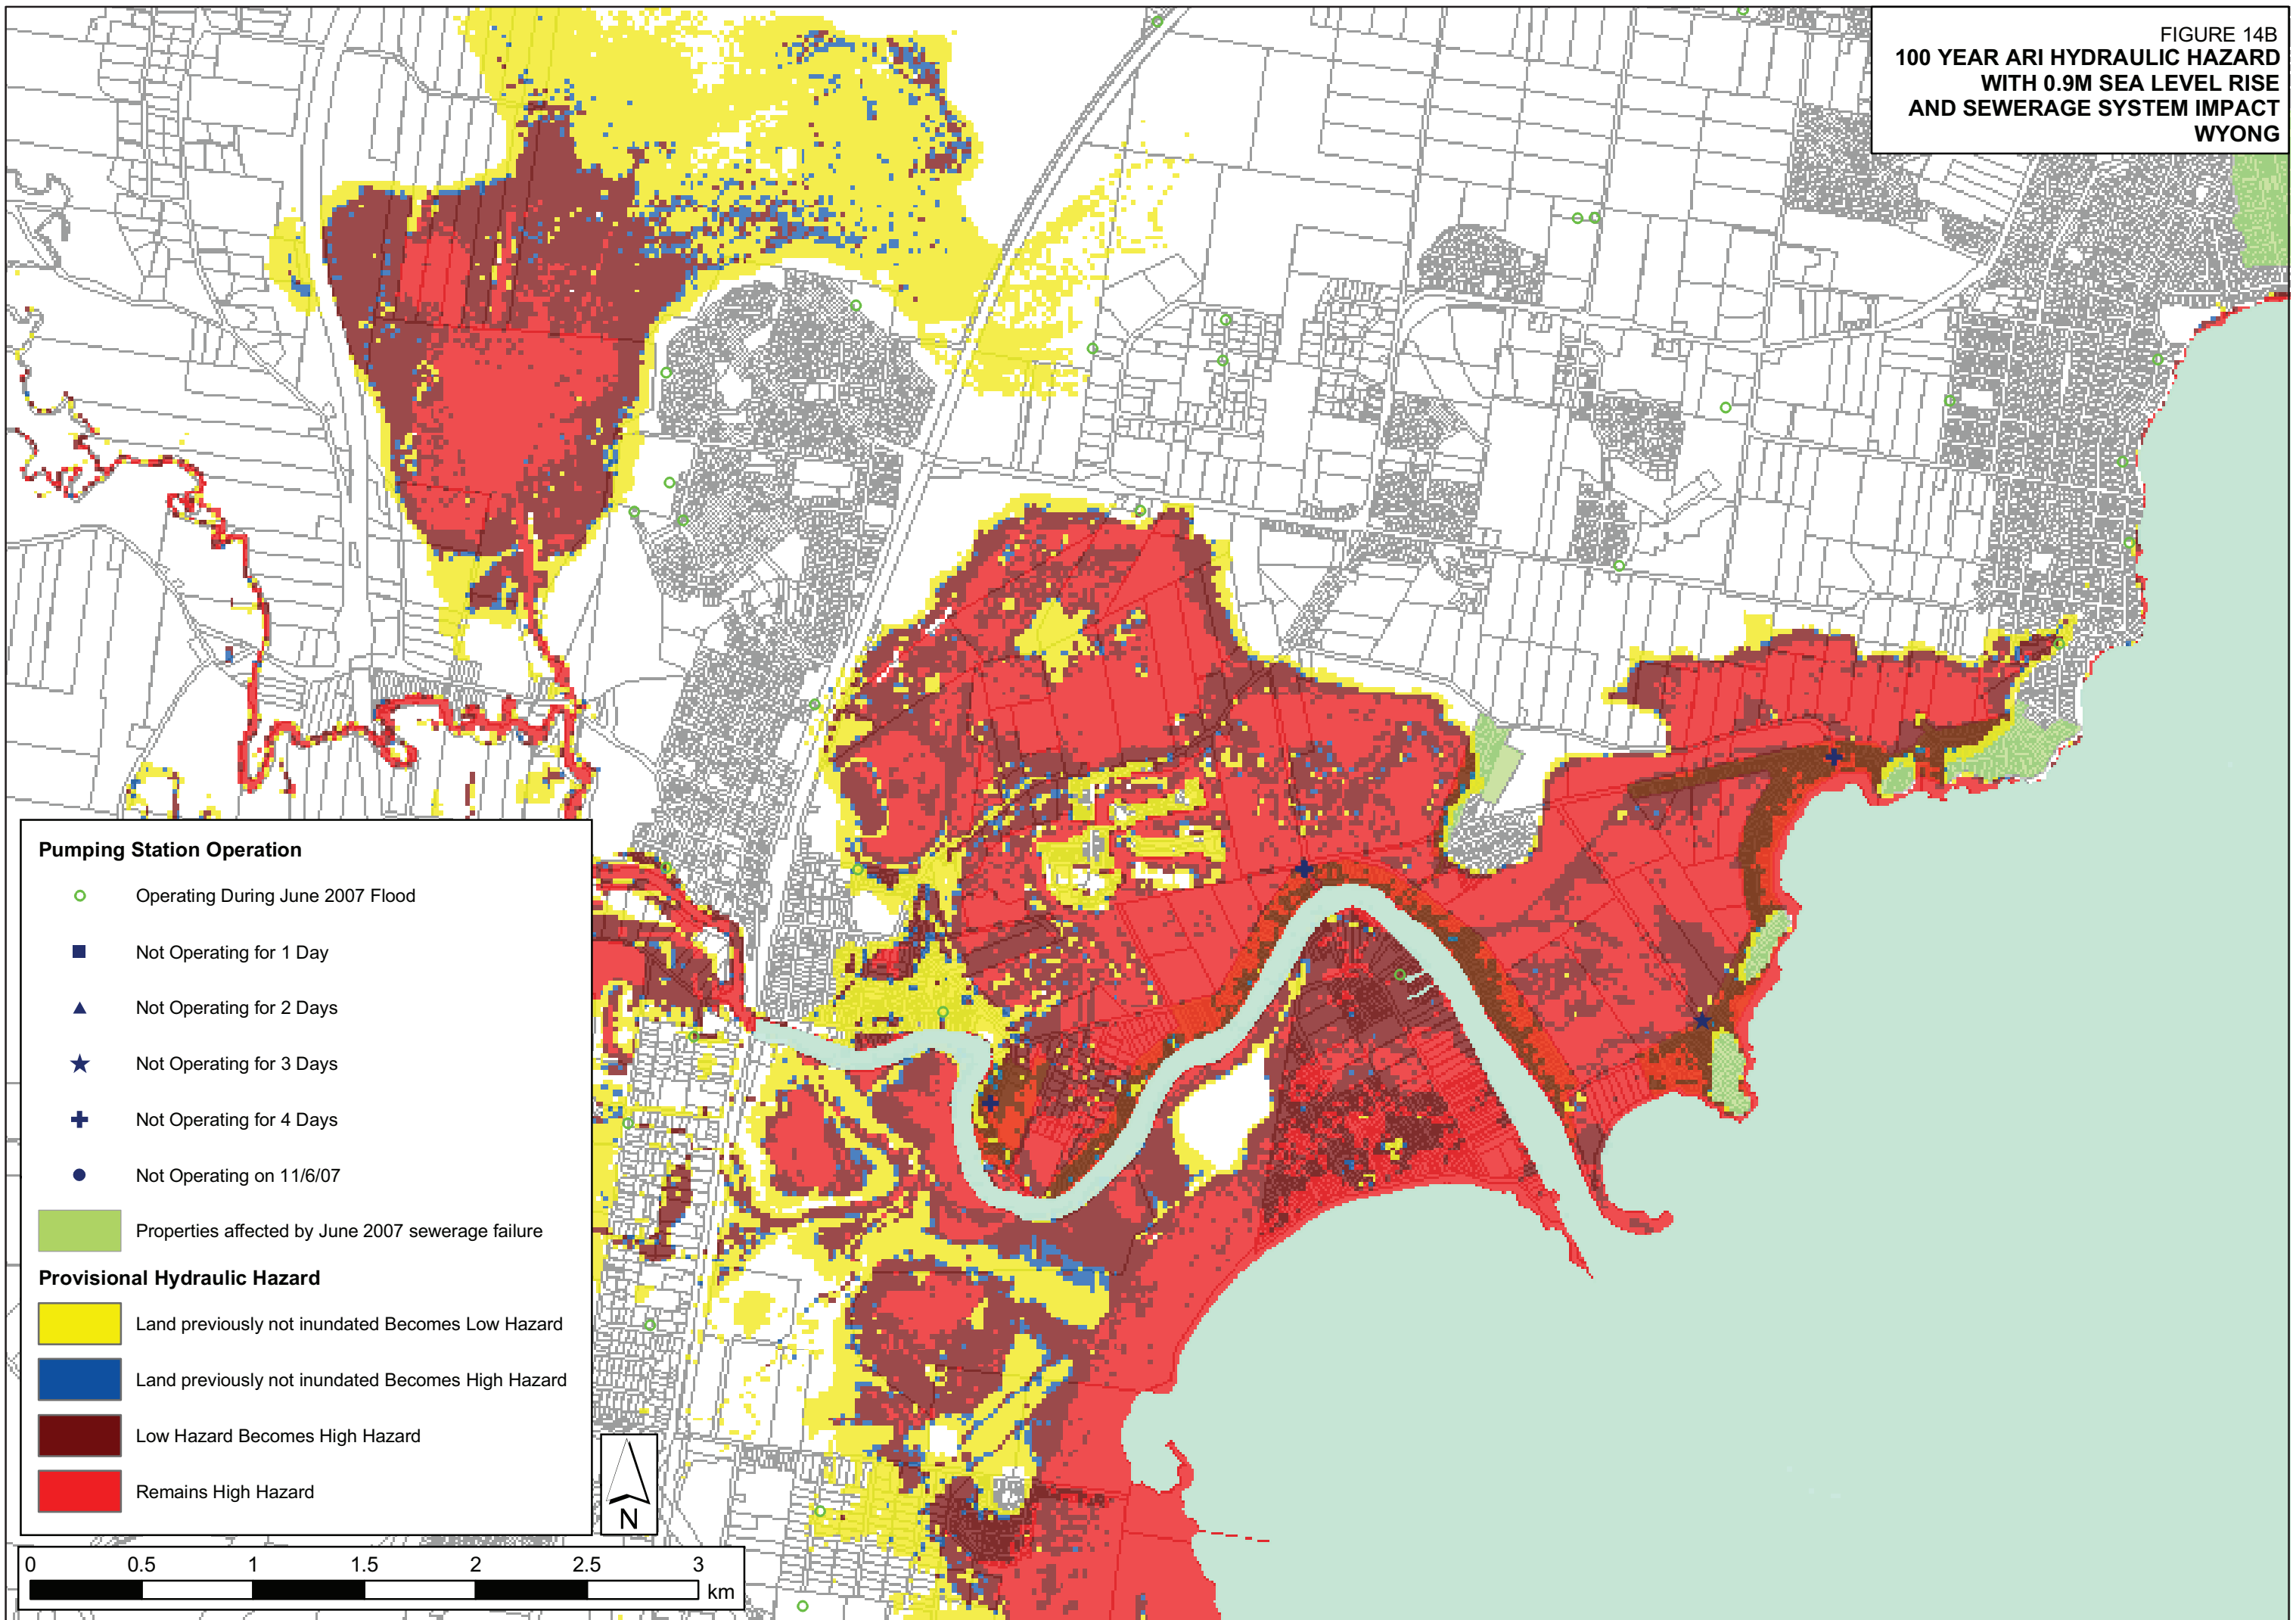 FIGURE 14B
100 YEAR ARI HYDRAULIC HAZARD
WITH 0.9M SEA LEVEL RISE
AND SEWERAGE SYSTEM IMPACT
WYONG
Pumping Station Operation
Operating During June 2007 Flood
Not Operating for 1 Day
Not Operating for 2 Days
Not Operating for 3 Days
Not Operating for 4 Days
Not Operating on 11/6/07
Properties affected by June 2007 sewerage failure
Provisional Hydraulic Hazard
Land previously not inundated Becomes Low Hazard
Land previously not inundated Becomes High Hazard
Low Hazard Becomes High Hazard
Remains High Hazard
N
0 0.5 1 1.5 2 2.5 3
km